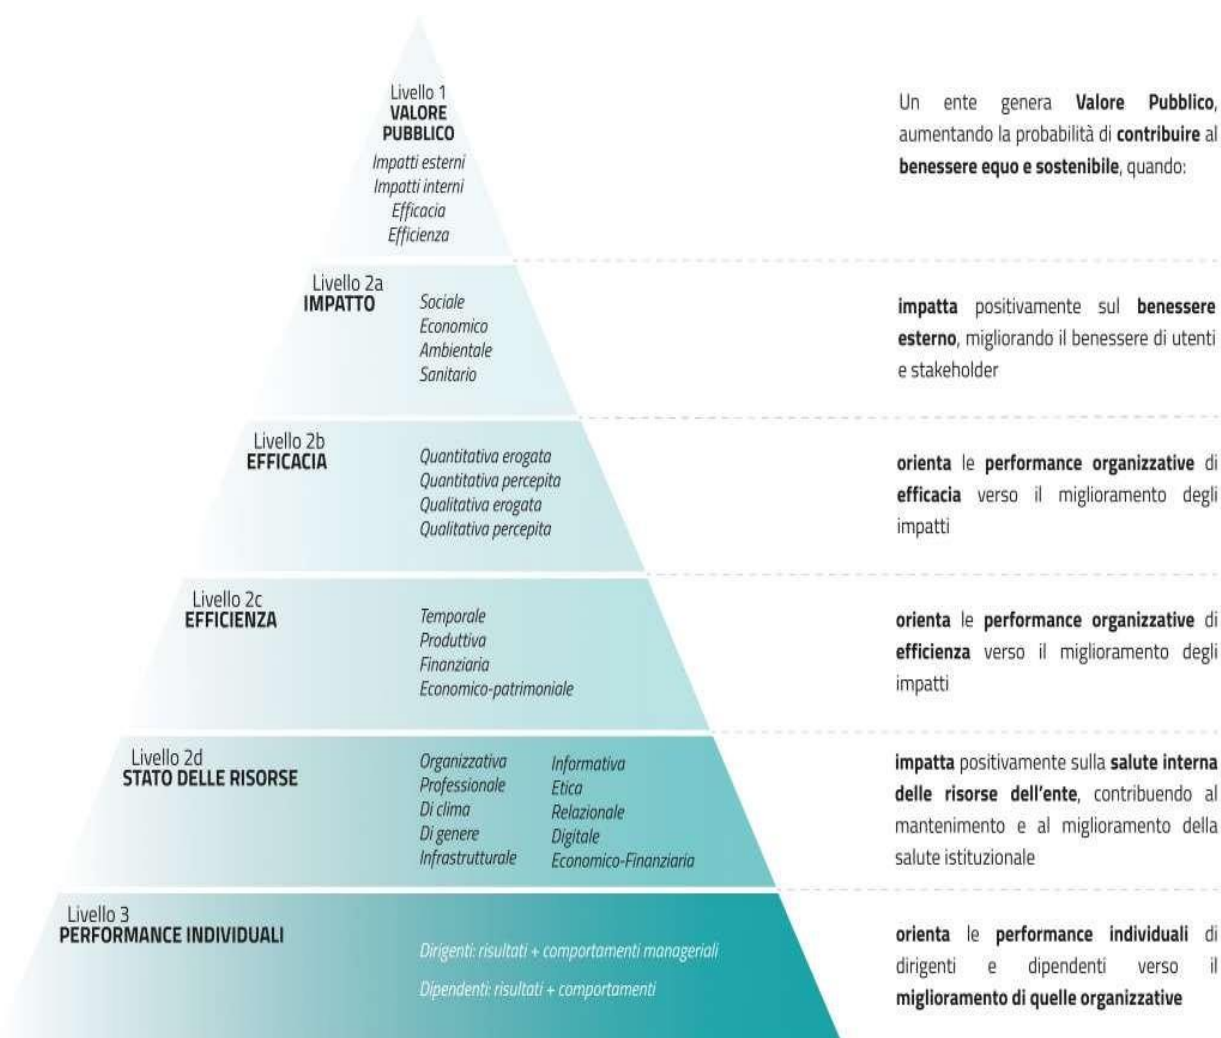 Livello 1
VALORE
PUBBLICO
Impatti esterni
Impatti interni
Efficacia
Efficienza
Un ente genera Valore Pubblico,
aumentando la probabilità di contribuire al
benessere equo e sostenibile, quando:
Livello 2a
IMPATTO
Sociale
Economico
Ambientale
Sanitario
impatta positivamente sul benessere
esterno, migliorando il benessere di utenti
e stakeholder
Livello 2b
EFFICACIA
Quantitativa erogata
Quantitativa percepita
Qualitativa erogata
Qualitativa percepita
orienta le performance organizzative di
efficacia verso il miglioramento degli
impatti
Livello 2c
EFFICIENZA
Temporale
Produttiva
Finanziaria
Economico-patrimoniale
orienta le performance organizzative di
efficienza verso il miglioramento degli
impatti
Livello 2d
STATO DELLE RISORSE
Organizzativa
Professionale
Di clima
Di genere
Infrastrutturale
Informativa
Etica
Relazionale
Digitale
Economico-Finanziaria
impatta positivamente sulla salute interna
delle risorse dell'ente, contribuendo al
mantenimento e al miglioramento della
salute istituzionale
Livello 3
PERFORMANCE INDIVIDUALI
Dirigenti: risultati + comportamenti manageriali
Dipendenti: risultati + comportamenti
orienta le performance individuali di
dirigenti e dipendenti verso il
miglioramento di quelle organizzative